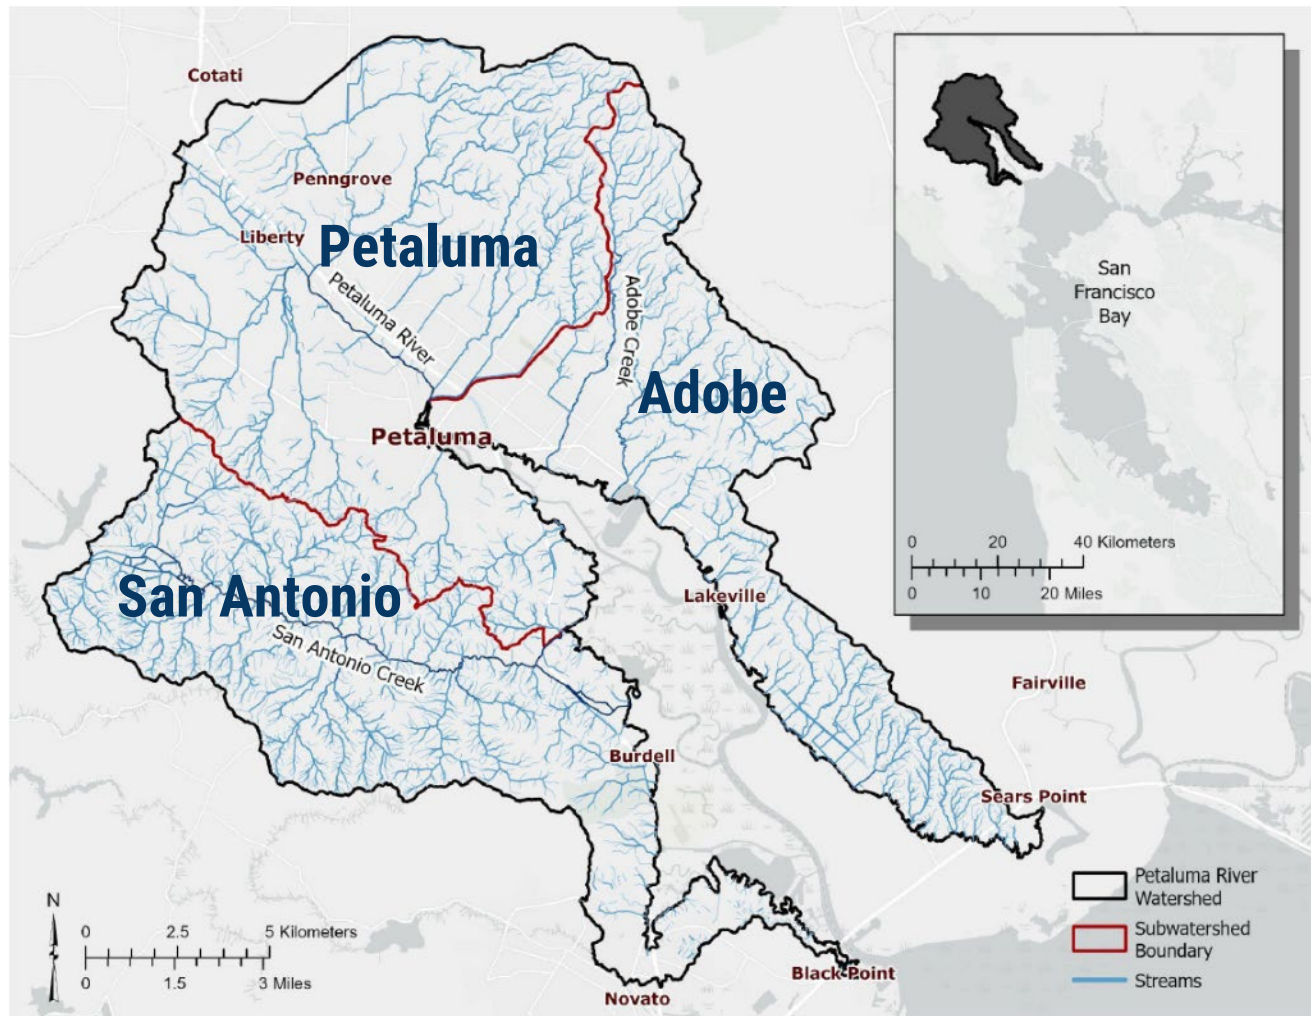 Cotati
Penngrove
Liberty
Petaluma
Petaluma River
Adobe Creek
Adobe
Petaluma
San Antonio
San Antonio Creek
Lakeville
Burdell
Fairville
Sears Point
Black Point
Novato
San
Francisco
Bay
0 20 40 Kilometers
0 10 20 Miles
N
0 2.5 5 Kilometers
0 1.5 3 Miles
Petaluma River
Watershed
Subwatershed
Boundary
Streams